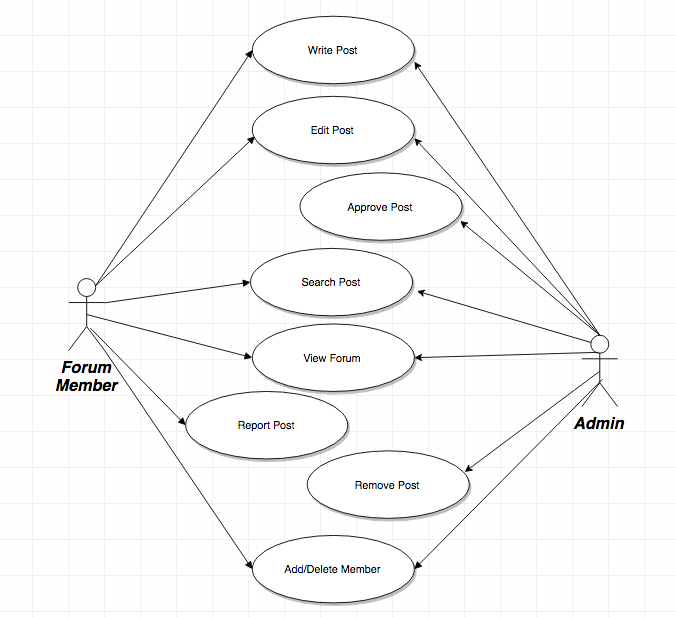 Write Post
Edit Post
Approve Post
Search Post
View Forum
Forum
Member
Report Post
Admin
Remove Post
Add/Delete Member